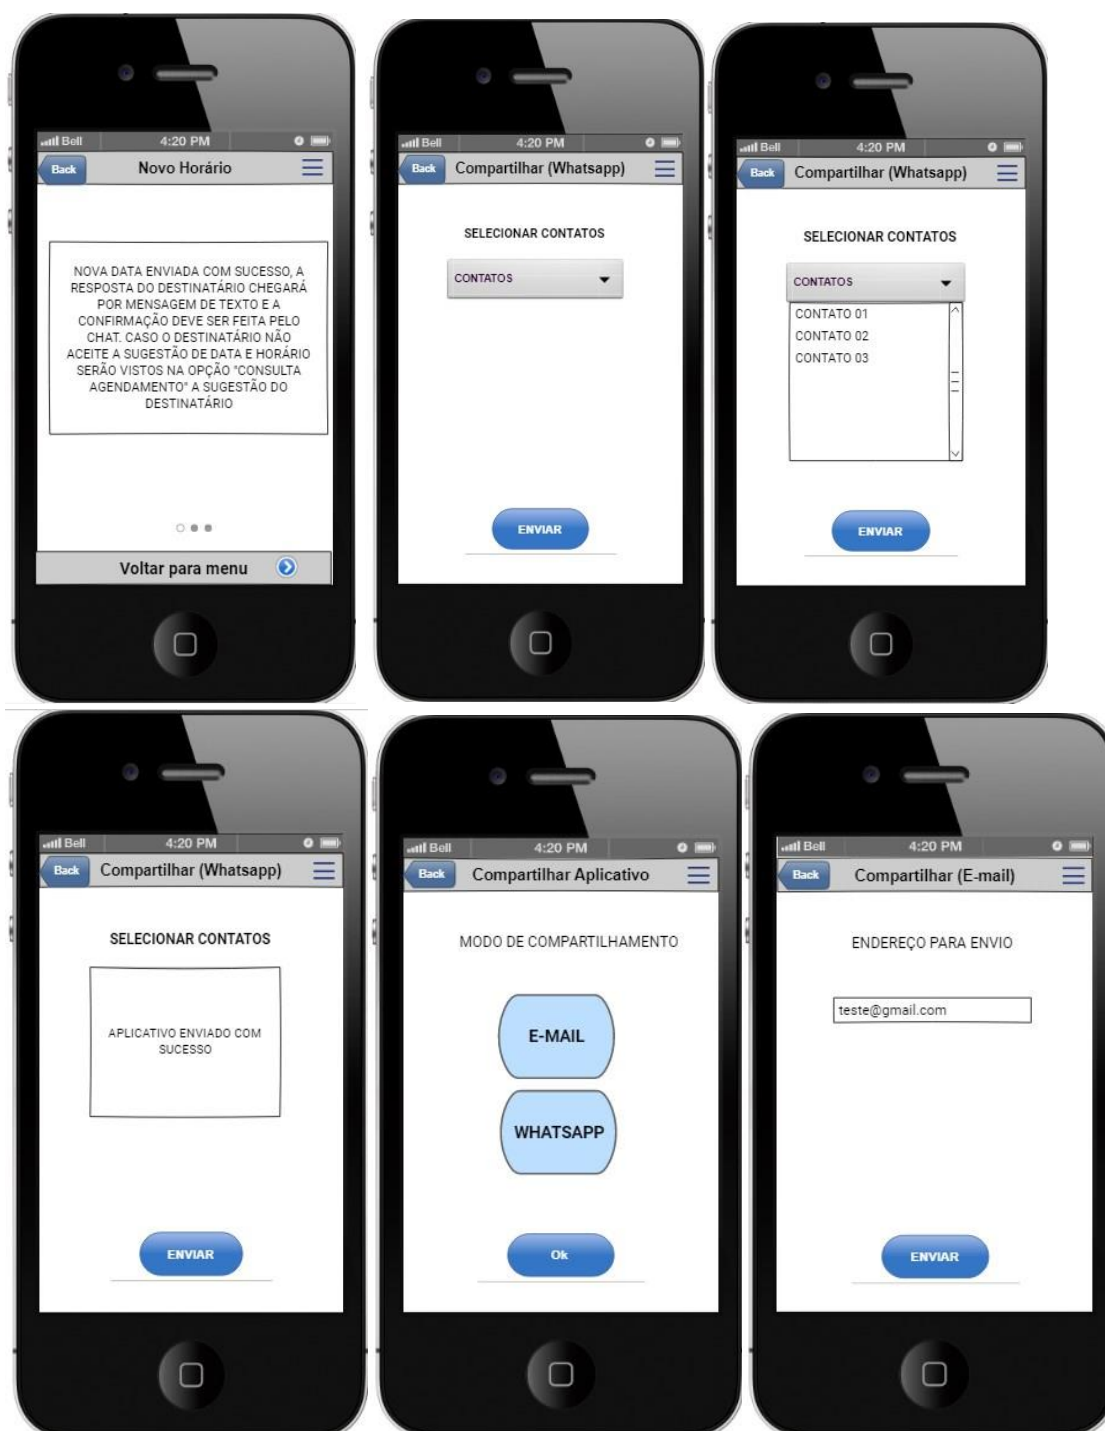 Bell 4:20 PM
Back Novo Horário
NOVA DATA ENVIADA COM SUCESSO, A
RESPOSTA DO DESTINATÁRIO CHEGARÁ
POR MENSAGEM DE TEXTO E A
CONFIRMAÇÃO DEVE SER FEITA PELO
CHAT. CASO O DESTINATÁRIO NÃO
ACEITE A SUGESTÃO DE DATA E HORÁRIO
SERÃO VISTOS NA OPÇÃO "CONSULTA
AGENDAMENTO" A SUGESTÃO DO
DESTINATÁRIO
Voltar para menu
Bell 4:20 PM
Back Compartilhar (Whatsapp)
SELECIONAR CONTATOS
CONTATOS
ENVIAR
Bell 4:20 PM
Back Compartilhar (Whatsapp)
SELECIONAR CONTATOS
CONTATOS
CONTATO 01
CONTATO 02
CONTATO 03
ENVIAR
Bell 4:20 PM
Back Compartilhar (Whatsapp)
SELECIONAR CONTATOS
APLICATIVO ENVIADO COM
SUCESSO
ENVIAR
Bell 4:20 PM
Back Compartilhar Aplicativo
MODO DE COMPARTILHAMENTO
E-MAIL
WHATSAPP
Ok
Bell 4:20 PM
Back Compartilhar (E-mail)
ENDEREÇO PARA ENVIO
teste@gmail.com
ENVIAR